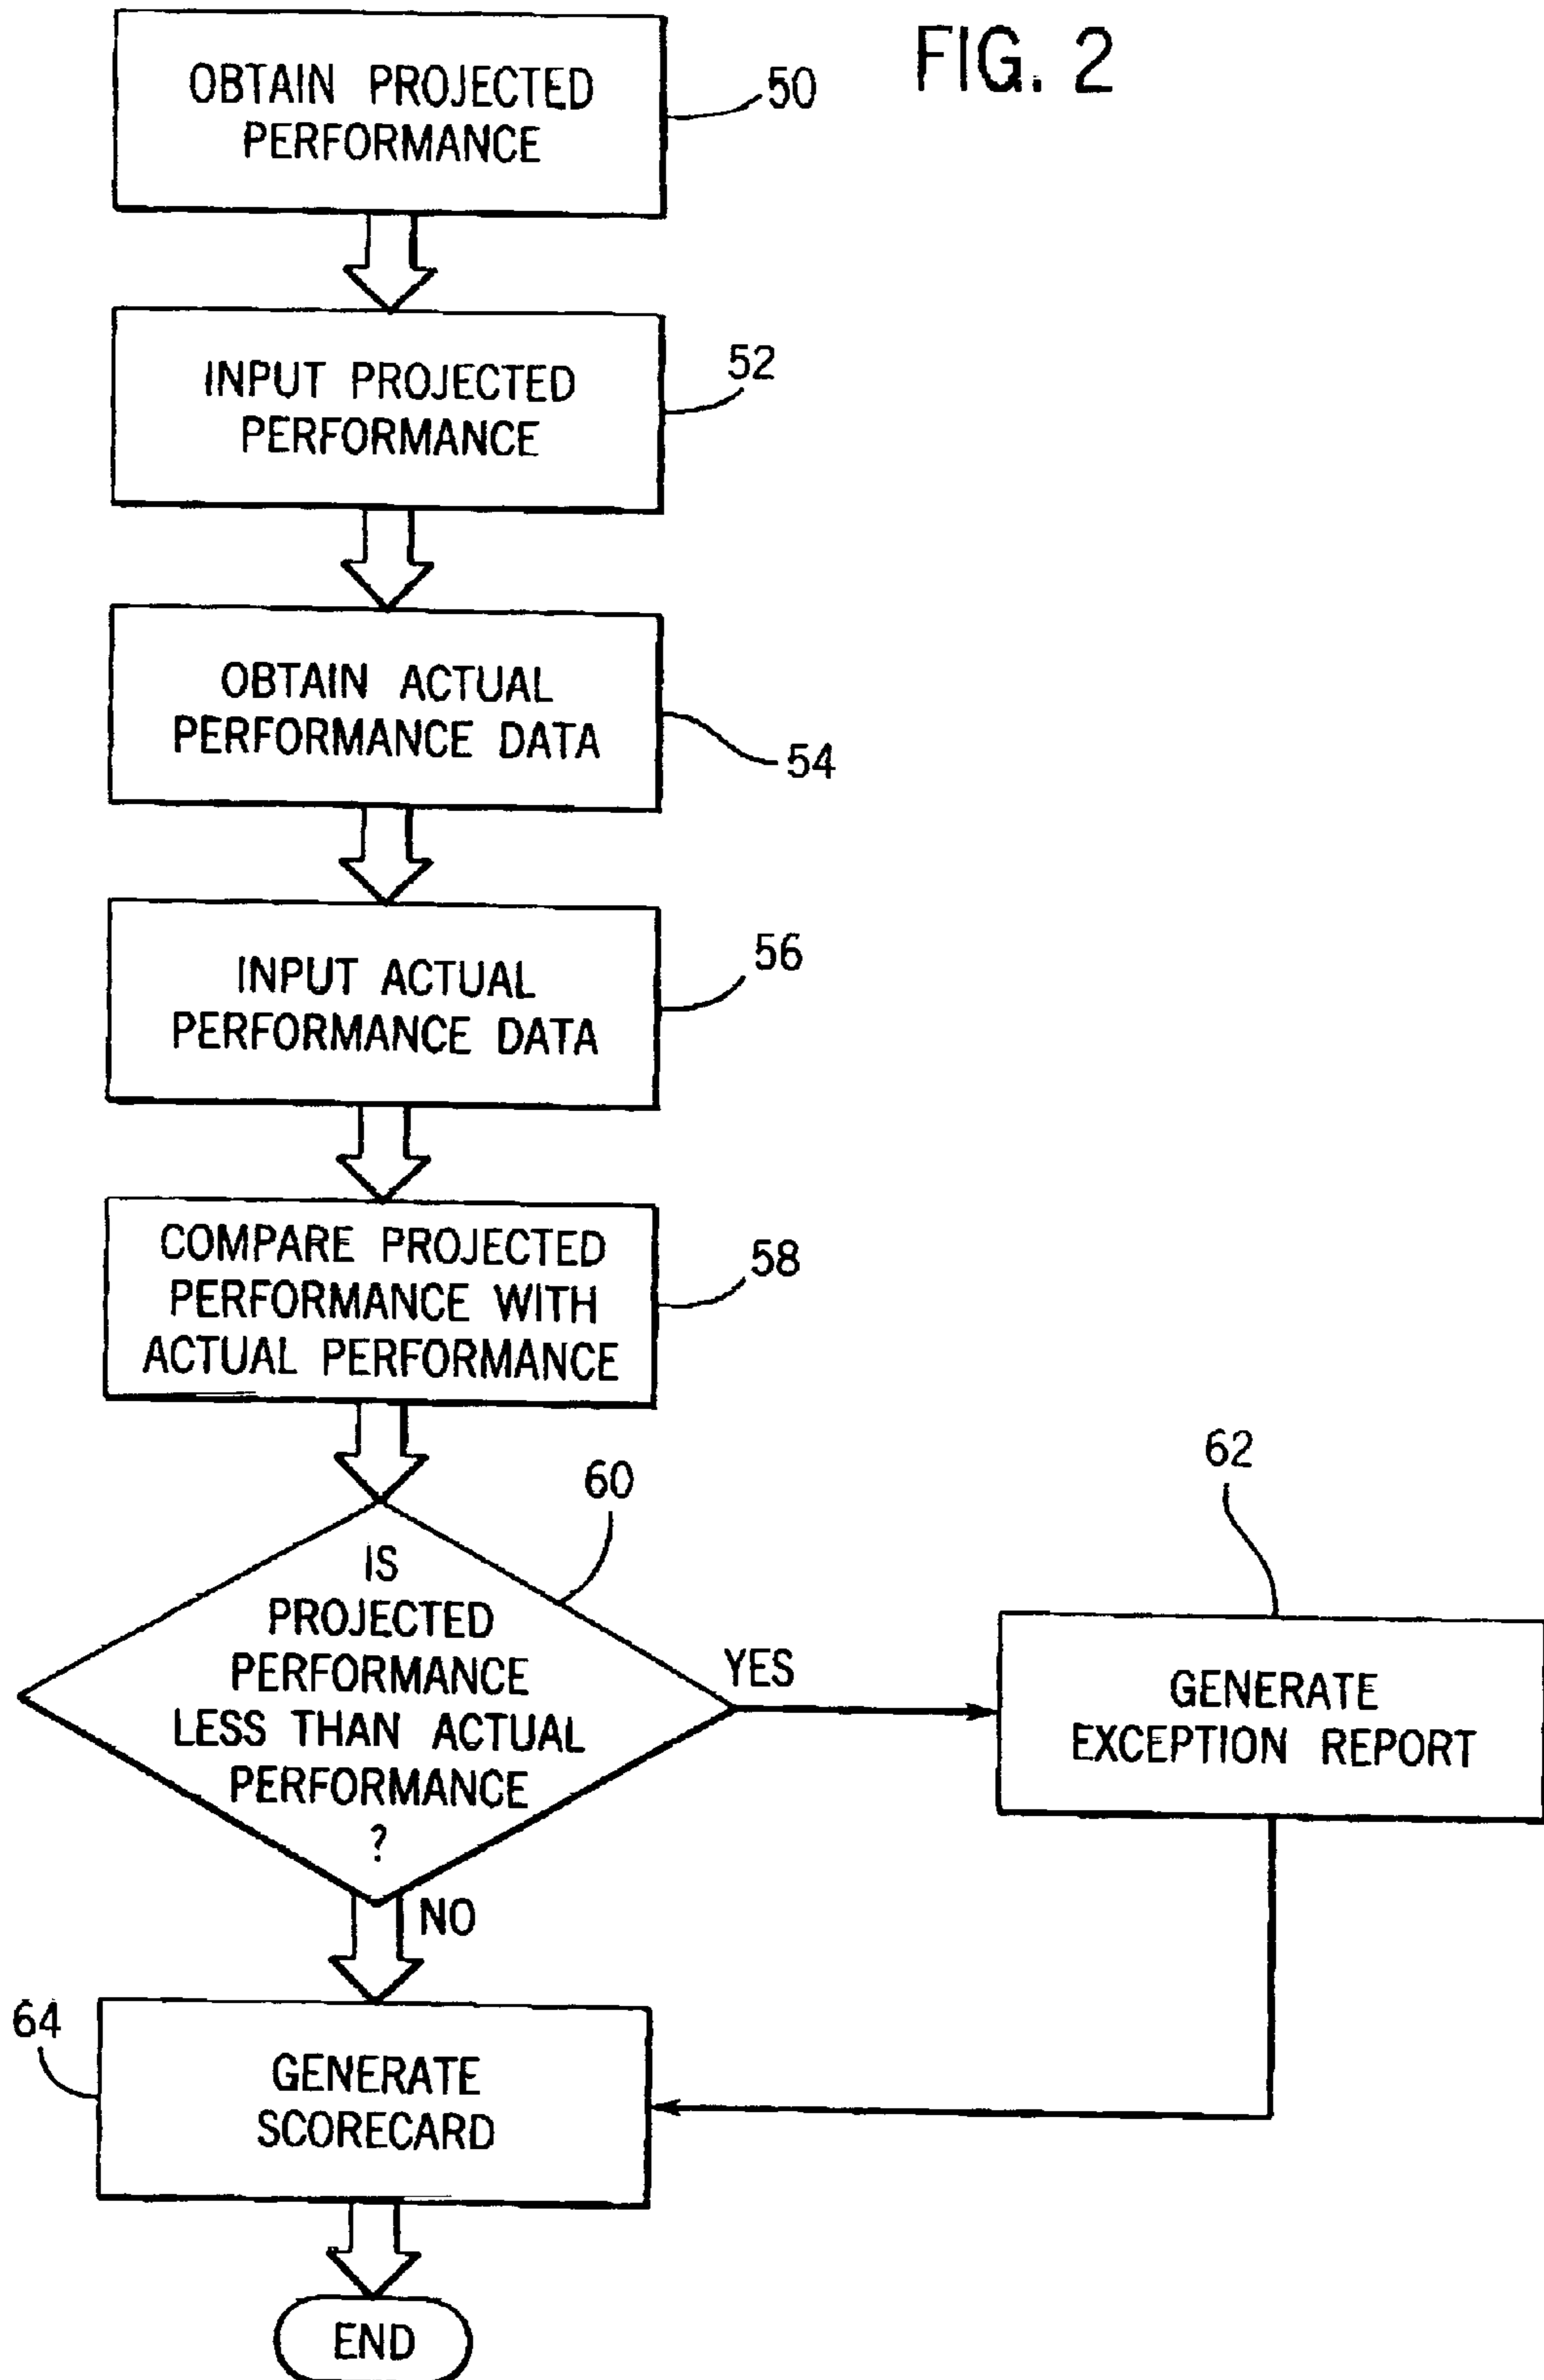 FIG. 2
OBTAIN PROJECTED
PERFORMANCE
50
INPUT PROJECTED
PERFORMANCE
52
OBTAIN ACTUAL
PERFORMANCE DATA
54
INPUT ACTUAL
PERFORMANCE DATA
56
COMPARE PROJECTED
PERFORMANCE WITH
ACTUAL PERFORMANCE
58
60
IS
PROJECTED
PERFORMANCE
LESS THAN ACTUAL
PERFORMANCE
?
YES
62
GENERATE
EXCEPTION REPORT
NO
64
GENERATE
SCORECARD
END